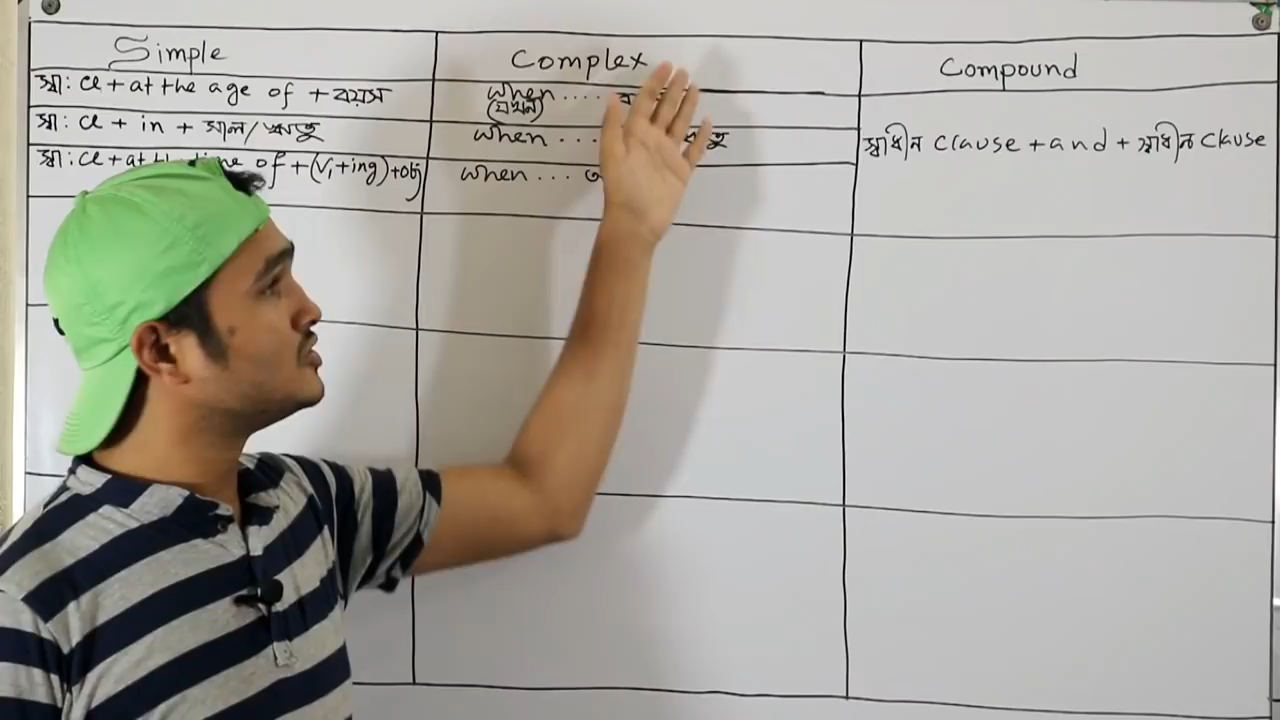 Simple
Complex
Compound
স্বা: cl + at the age of + বয়স
when ....
(যখন)
স্বা: cl + in + সাল/ঋতু
when ...
স্বাধীন clause + and + স্বাধীন clause
স্বা: cl + at the time of + (V₁+ing)+obj
when ...